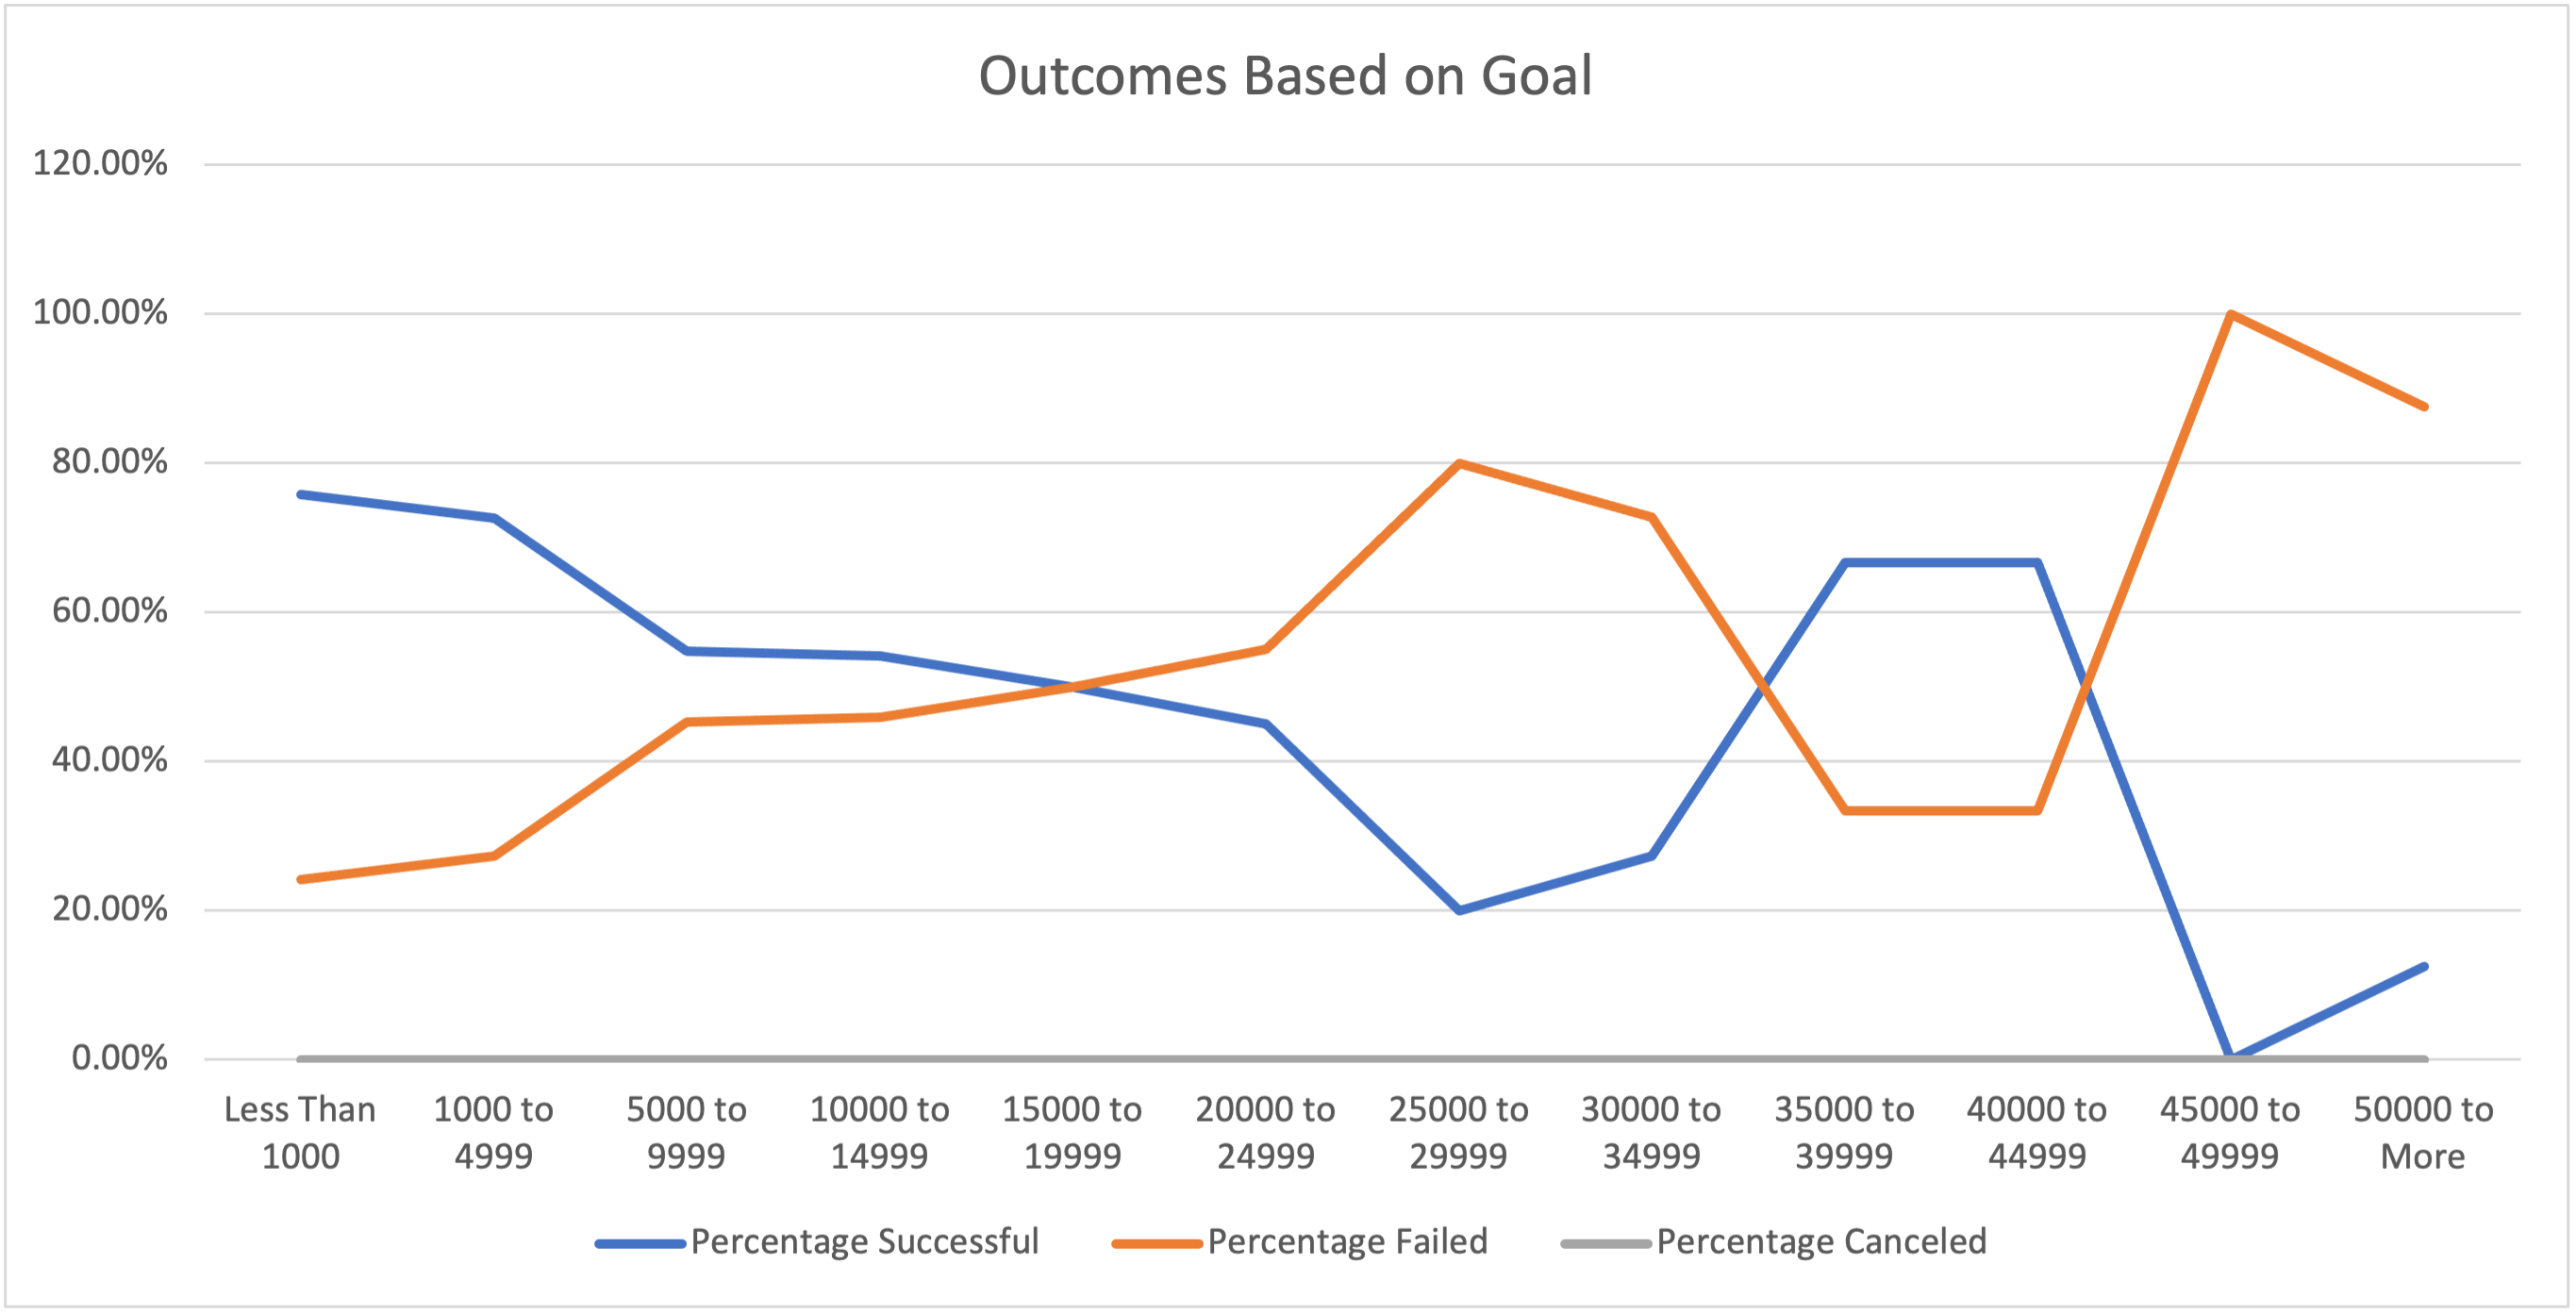 Outcomes Based on Goal
120.00%
100.00%
80.00%
60.00%
40.00%
20.00%
0.00%
Less Than 1000
1000 to 4999
5000 to 9999
10000 to 14999
15000 to 19999
20000 to 24999
25000 to 29999
30000 to 34999
35000 to 39999
40000 to 44999
45000 to 49999
50000 to More
Percentage Successful
Percentage Failed
Percentage Canceled